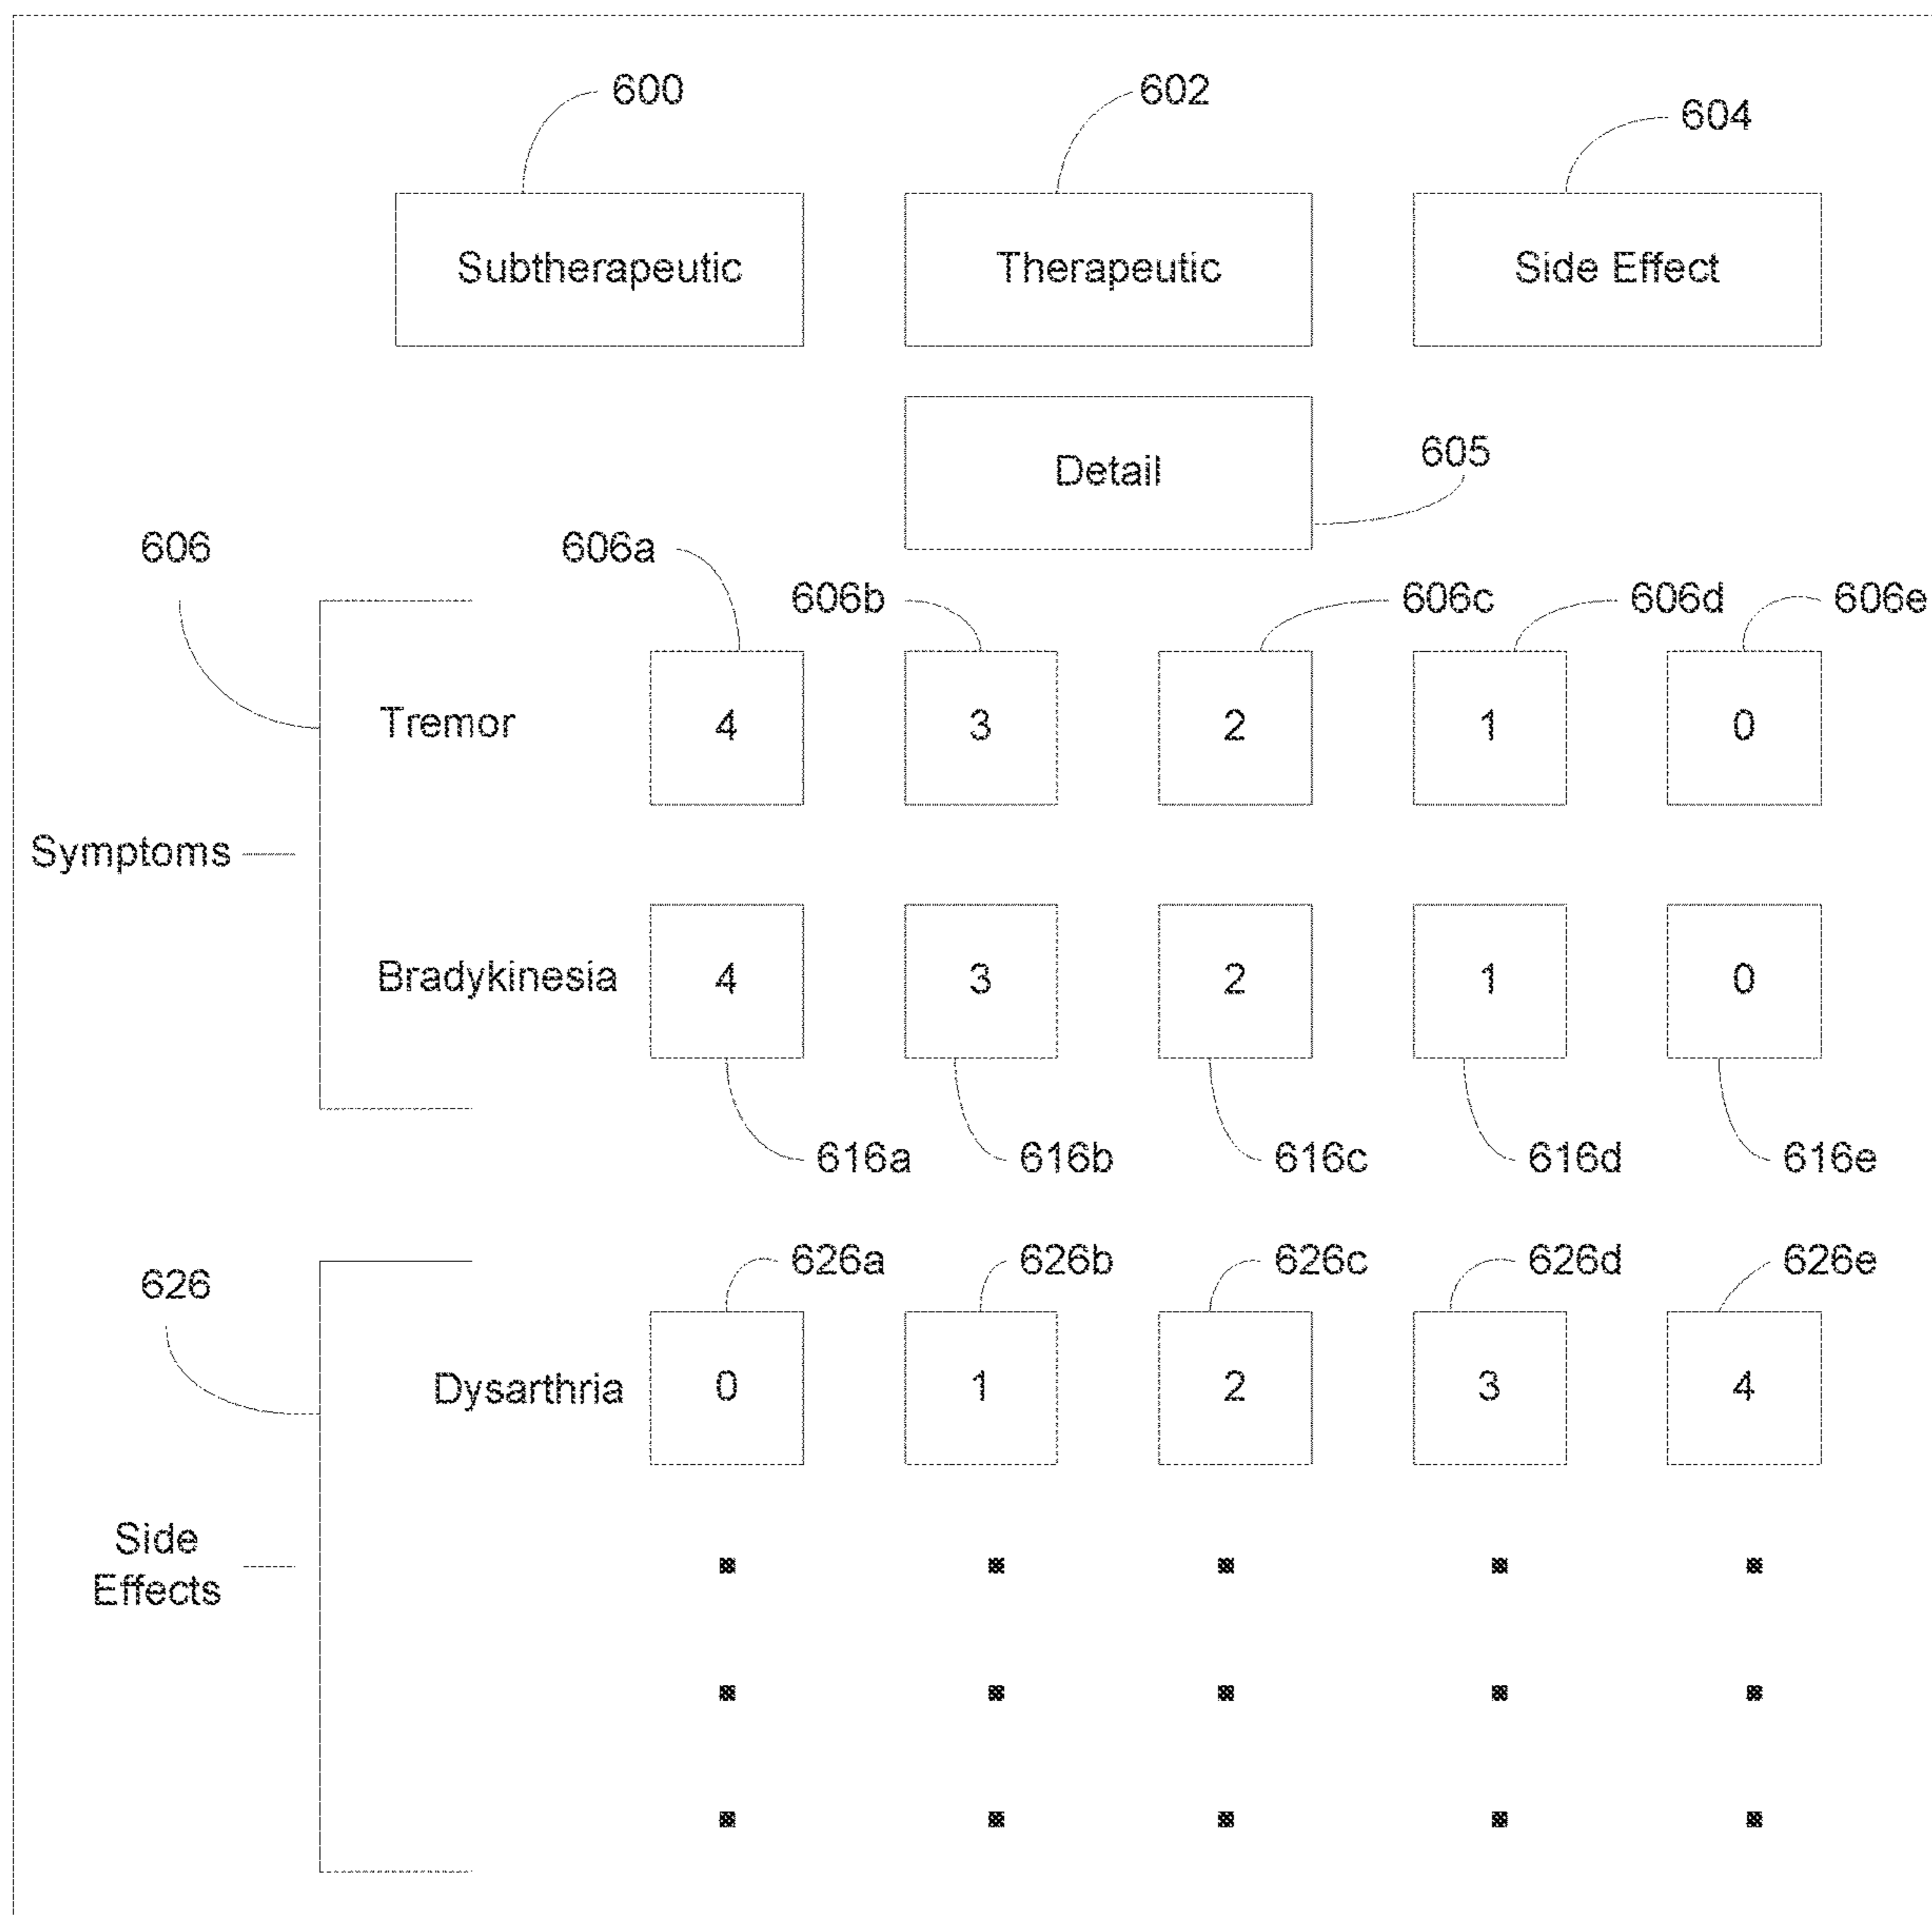 600 602 604
Subtherapeutic Therapeutic Side Effect
Detail 605
606 606a
606b 606c 606d 606e
Tremor 4 3 2 1 0
Symptoms
Bradykinesia 4 3 2 1 0
616a 616b 616c 616d 616e
626 626a 626b 626c 626d 626e
Dysarthria 0 1 2 3 4
Side
Effects